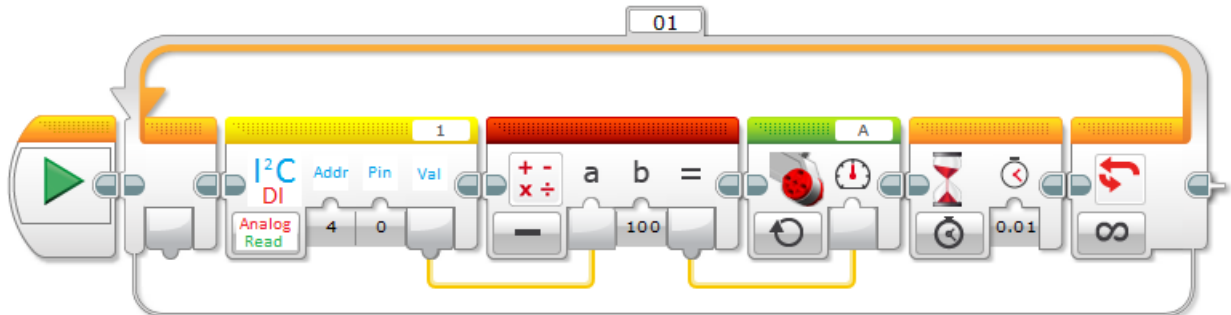 01
1
A
I²C
DI
Addr Pin Val
a b =
Analog
Read
4 0
100
0.01
∞